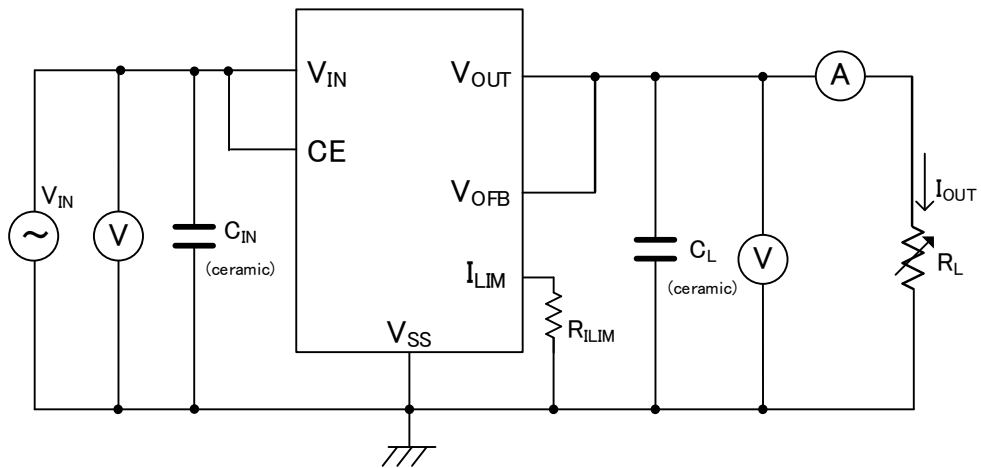 VIN
CE
VOUT
VOFB
ILIM
VSS
VIN
~
V
CIN
(ceramic)
RILIM
CL
(ceramic)
V
A
IOUT
RL